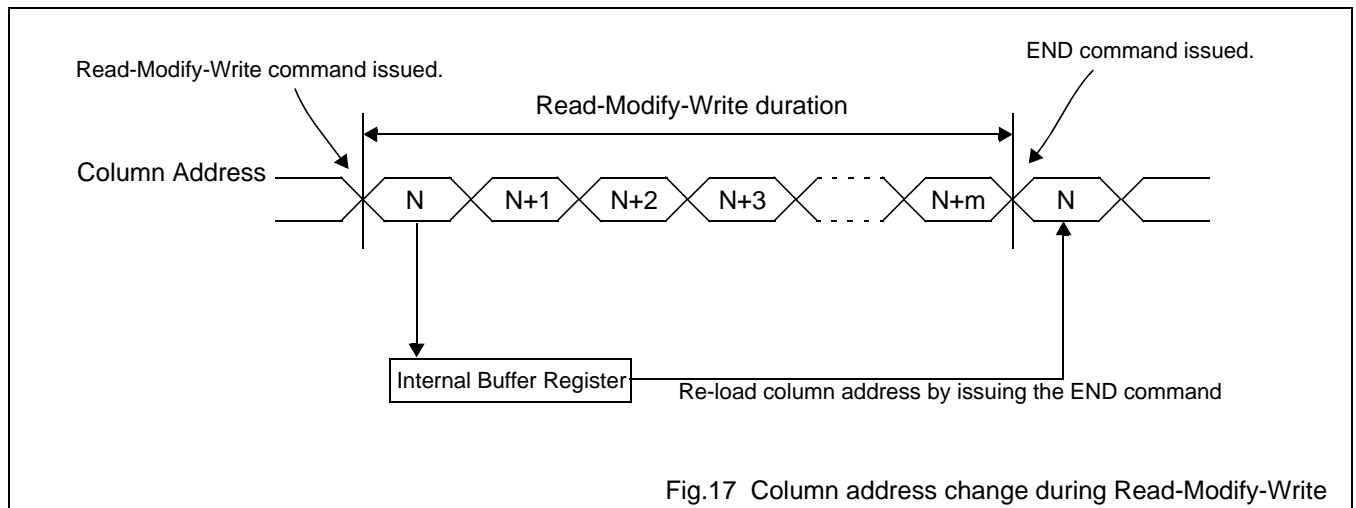 END command issued.
Read-Modify-Write command issued.
Read-Modify-Write duration
Column Address
N
N+1
N+2
N+3
N+m
N
Internal Buffer Register
Re-load column address by issuing the END command
Fig.17 Column address change during Read-Modify-Write